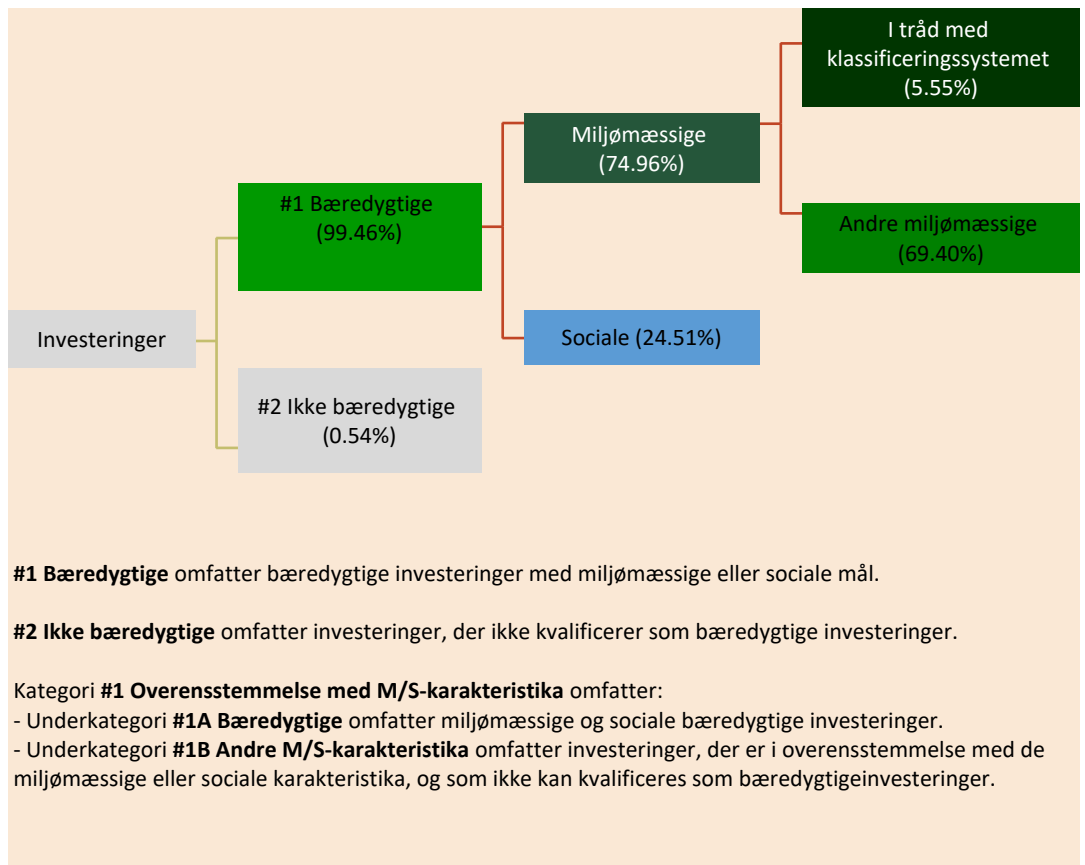 I tråd med
klassificeringssystemet
(5.55%)
Miljømæssige
(74.96%)
#1 Bæredygtige
(99.46%)
Andre miljømæssige
(69.40%)
Investeringer
Sociale (24.51%)
#2 Ikke bæredygtige
(0.54%)
#1 Bæredygtige omfatter bæredygtige investeringer med miljømæssige eller sociale mål.
#2 Ikke bæredygtige omfatter investeringer, der ikke kvalificerer som bæredygtige investeringer.
Kategori #1 Overensstemmelse med M/S-karakteristika omfatter:
- Underkategori #1A Bæredygtige omfatter miljømæssige og sociale bæredygtige investeringer.
- Underkategori #1B Andre M/S-karakteristika omfatter investeringer, der er i overensstemmelse med de
miljømæssige eller sociale karakteristika, og som ikke kan kvalificeres som bæredygtigeinvesteringer.